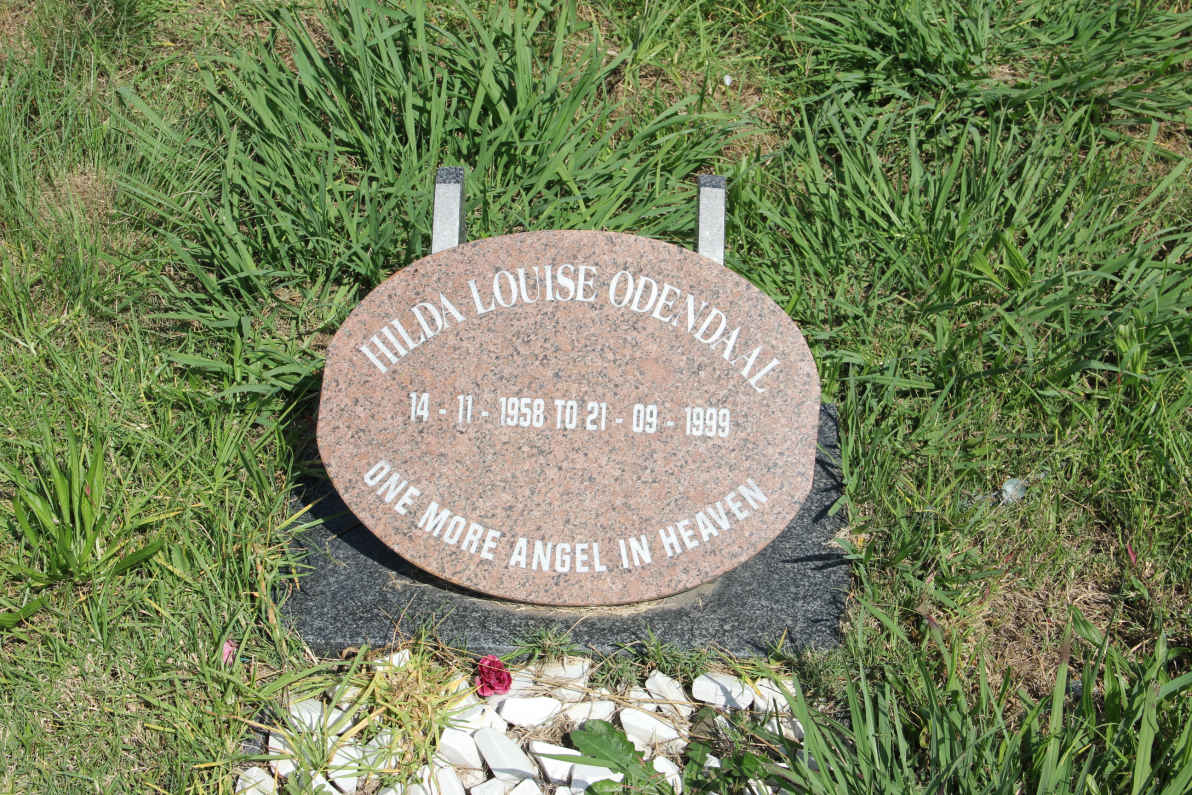 HILDA LOUISE ODENDAAL
14 - 11 - 1958 TO 21 - 09 - 1999
ONE MORE ANGEL IN HEAVEN